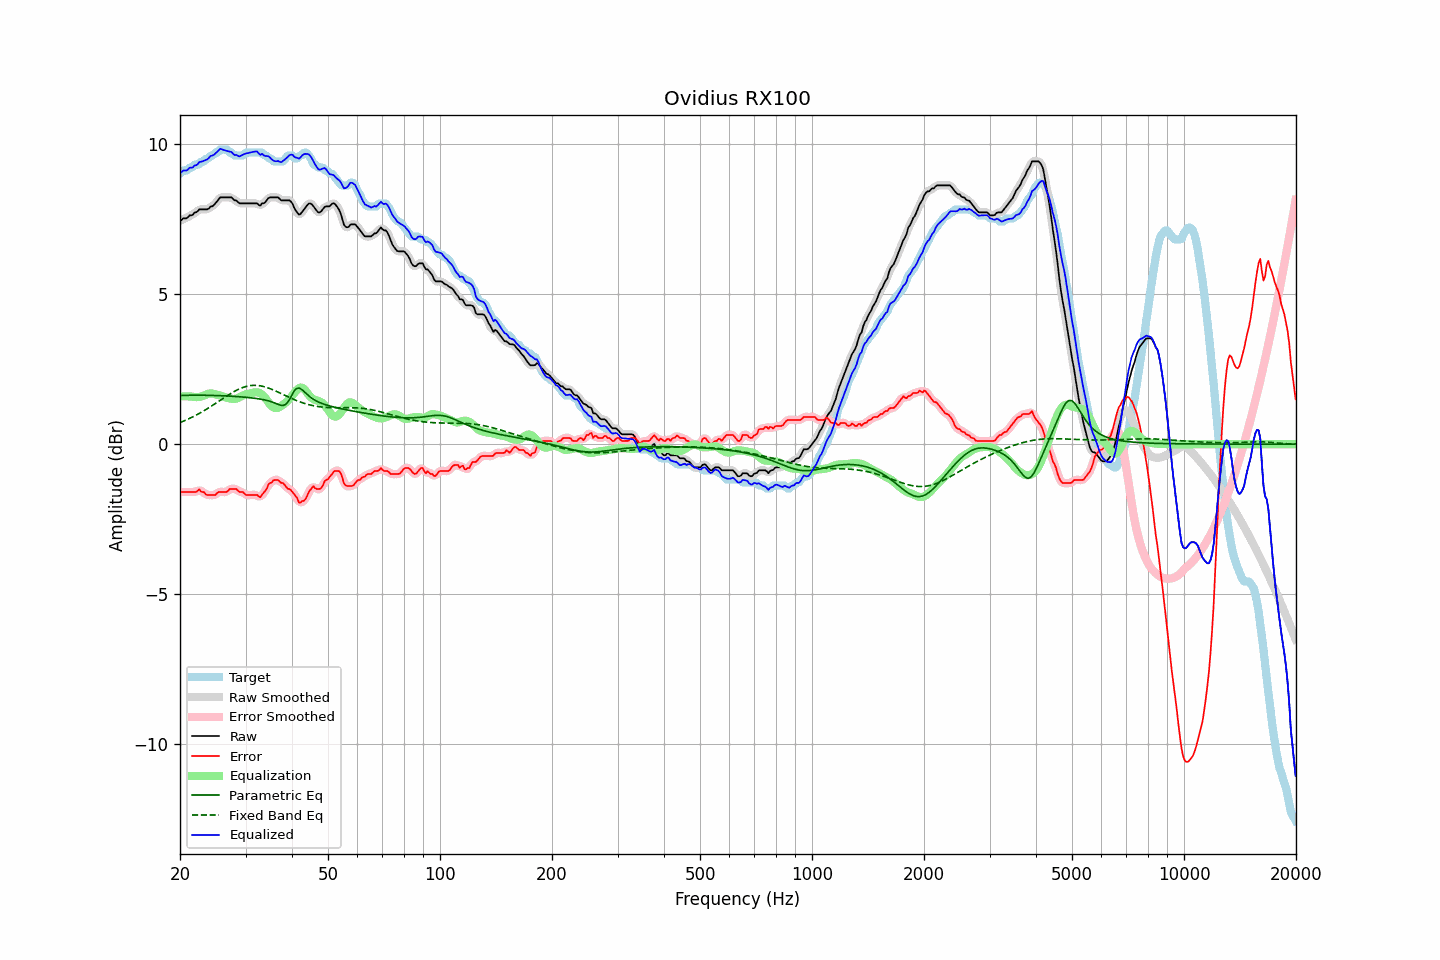 Ovidius RX100
Amplitude (dBr)
10
5
0
−5
−10
Target
Raw Smoothed
Error Smoothed
Raw
Error
Equalization
Parametric Eq
Fixed Band Eq
Equalized
20 50 100 200 500 1000 2000 5000 10000 20000
Frequency (Hz)